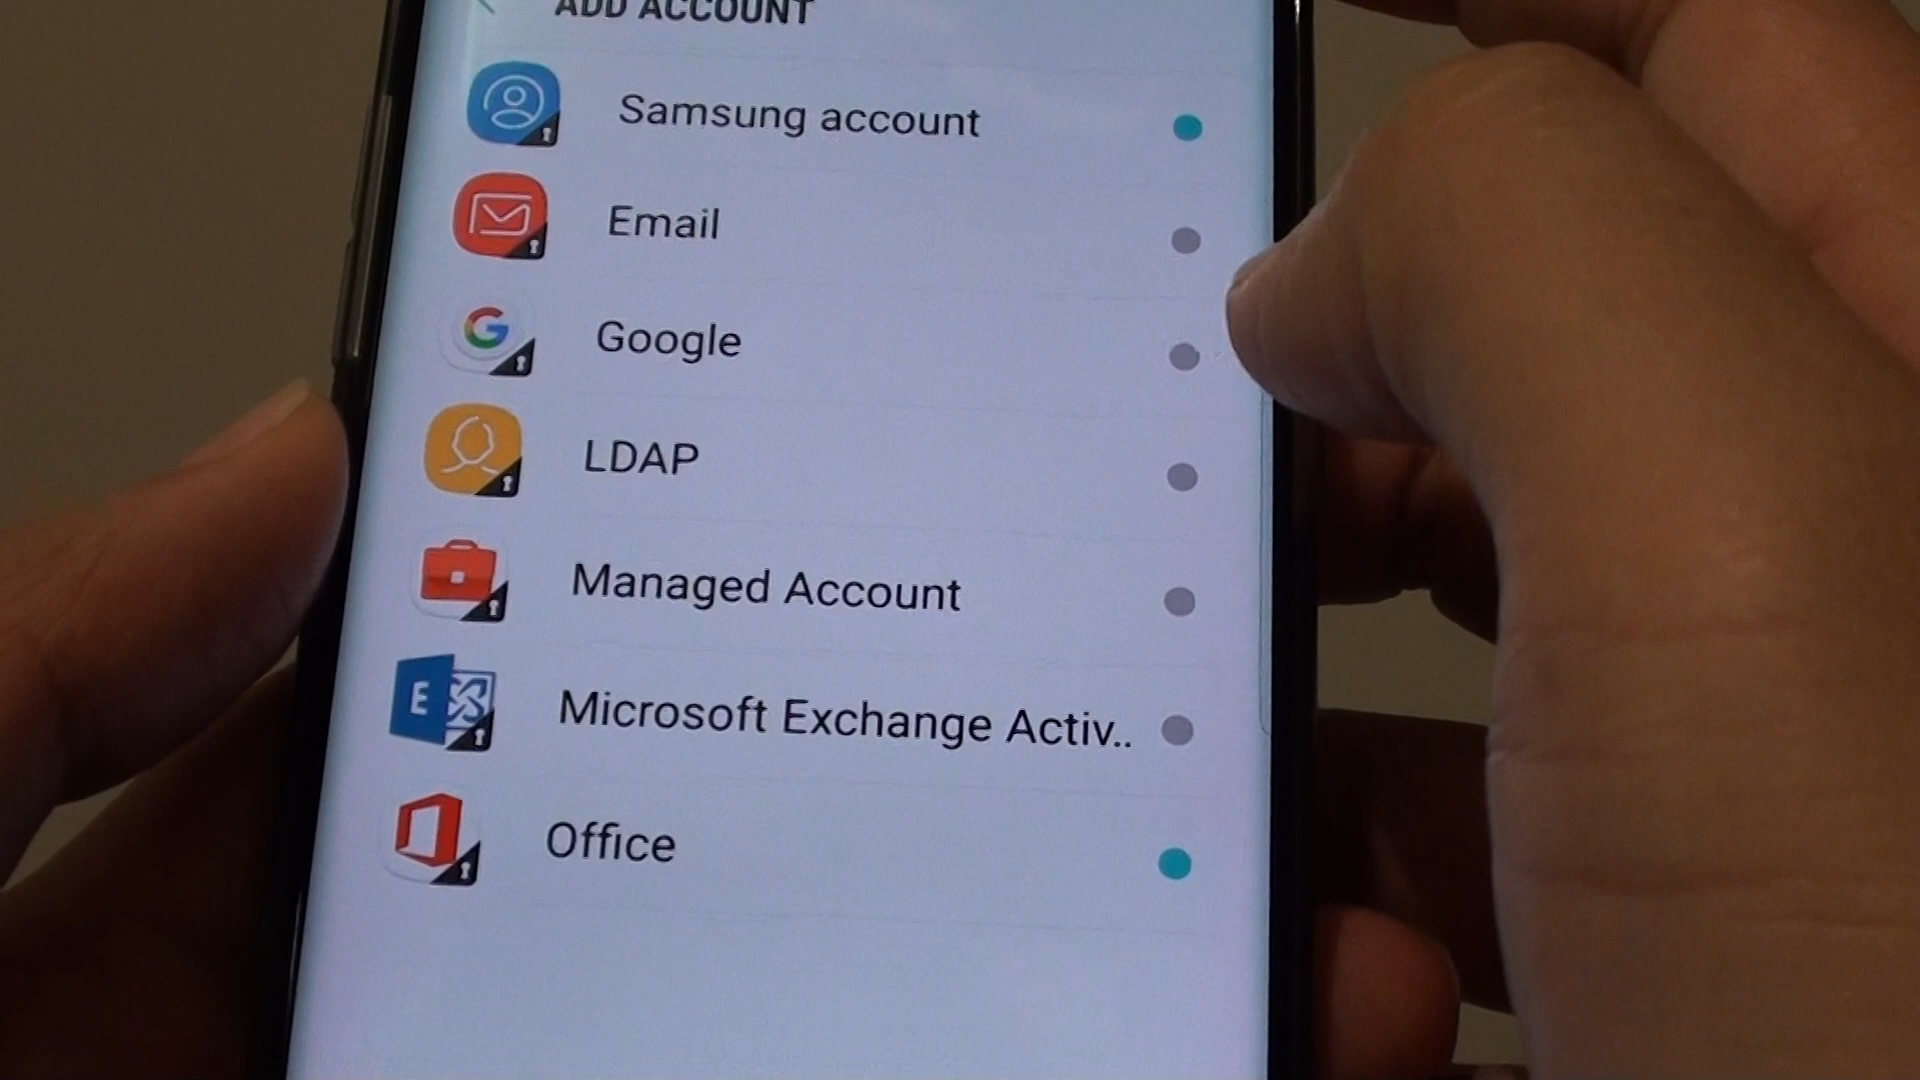 ADD ACCOUNT
Samsung account
Email
Google
LDAP
Managed Account
E
Microsoft Exchange Activ..
Office